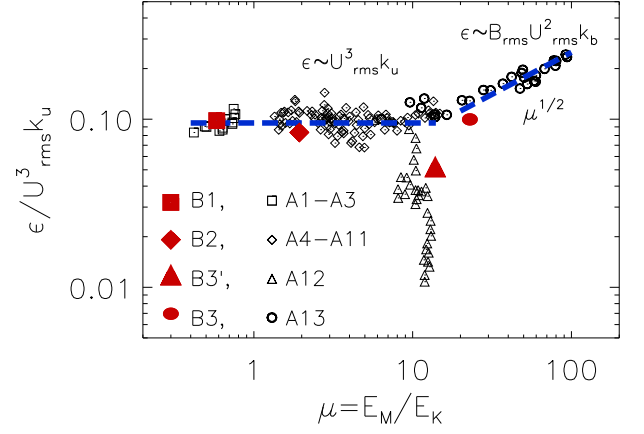 ϵ~B_rms U²_rms k_b
ϵ~U³_rms k_u
μ^1/2
0.10
0.01
ϵ/U³_rms k_u
B1, A1−A3
B2, A4−A11
B3', A12
B3, A13
1 10 100
μ=E_M/E_K